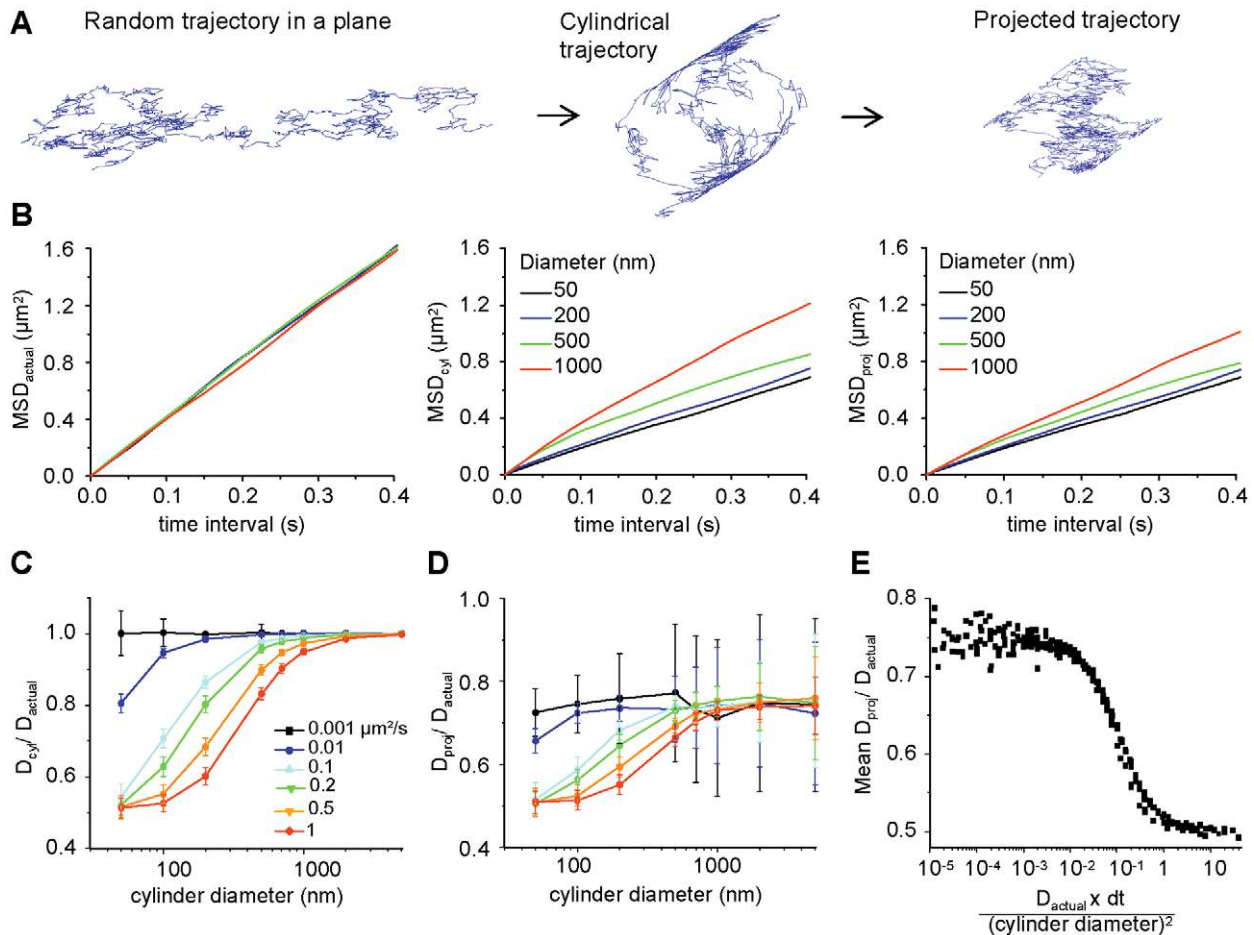 A
Random trajectory in a plane
Cylindrical
trajectory
Projected trajectory
B
MSDactual (µm²)
1.6
1.2
0.8
0.4
0.0
0.0 0.1 0.2 0.3 0.4
time interval (s)
MSDcyl (µm²)
1.6
1.2
0.8
0.4
0.0
Diameter (nm)
50
200
500
1000
0.0 0.1 0.2 0.3 0.4
time interval (s)
MSDproj (µm²)
1.6
1.2
0.8
0.4
0.0
Diameter (nm)
50
200
500
1000
0.0 0.1 0.2 0.3 0.4
time interval (s)
C
Dcyl/ Dactual
1.0
0.8
0.6
0.4
0.001 µm²/s
0.01
0.1
0.2
0.5
1
100 1000
cylinder diameter (nm)
D
Dproj/ Dactual
1.0
0.8
0.6
0.4
100 1000
cylinder diameter (nm)
E
Mean Dproj/ Dactual
0.8
0.7
0.6
0.5
10⁻⁵ 10⁻⁴ 10⁻³ 10⁻² 10⁻¹ 1 10
Dactual x dt
(cylinder diameter)²